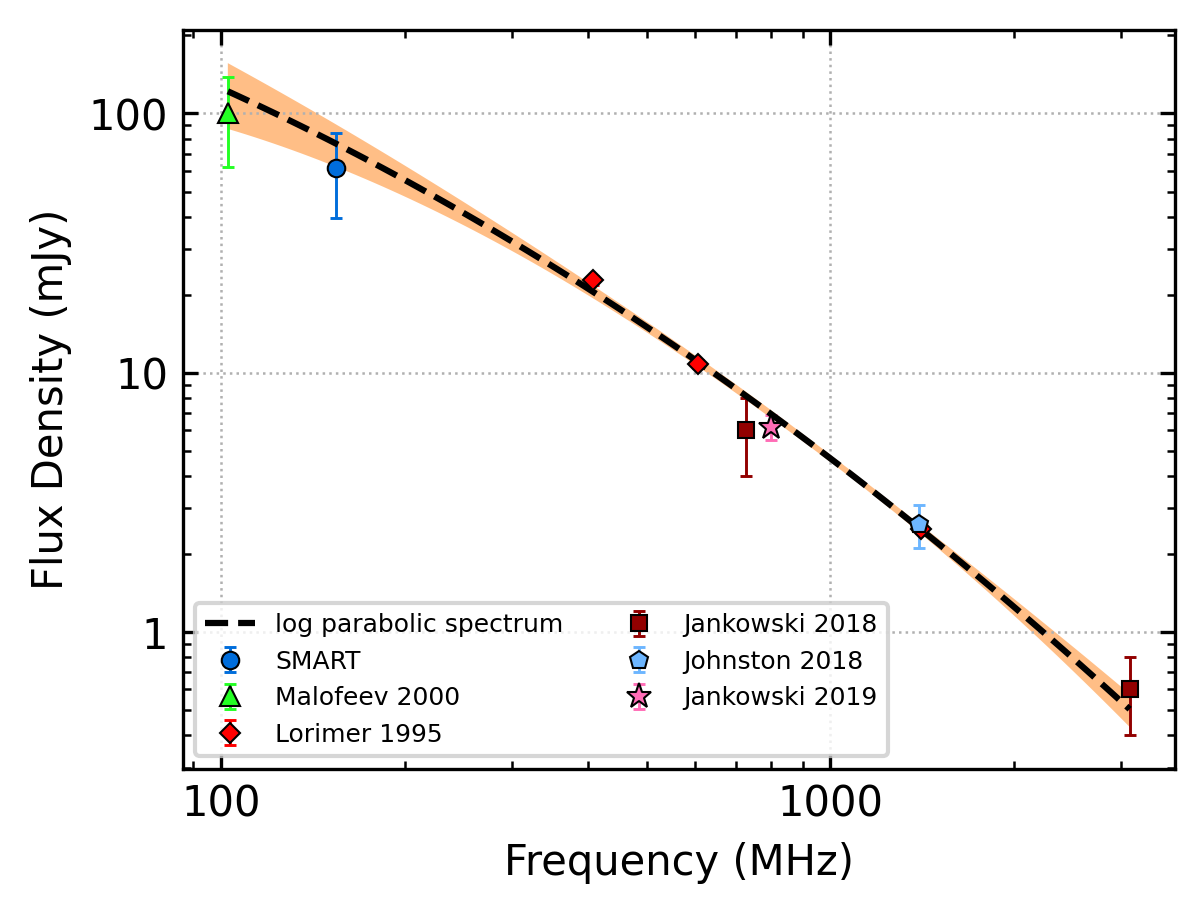 100
10
1
Flux Density (mJy)
log parabolic spectrum
SMART
Malofeev 2000
Lorimer 1995
Jankowski 2018
Johnston 2018
Jankowski 2019
100
1000
Frequency (MHz)